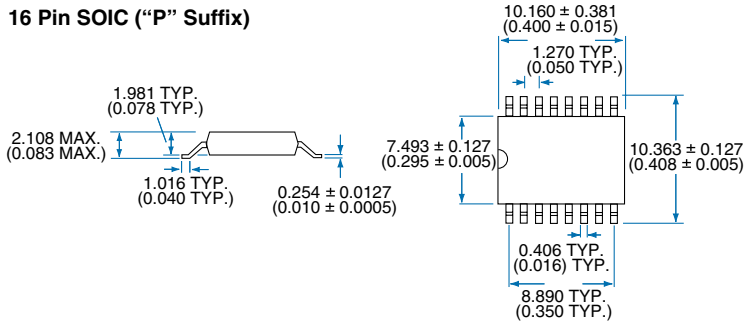 16 Pin SOIC (“P” Suffix)
10.160 ± 0.381
(0.400 ± 0.015)
1.270 TYP.
(0.050 TYP.)
1.981 TYP.
(0.078 TYP.)
2.108 MAX.
(0.083 MAX.)
7.493 ± 0.127
(0.295 ± 0.005)
10.363 ± 0.127
(0.408 ± 0.005)
1.016 TYP.
(0.040 TYP.)
0.254 ± 0.0127
(0.010 ± 0.0005)
0.406 TYP.
(0.016) TYP.
8.890 TYP.
(0.350 TYP.)